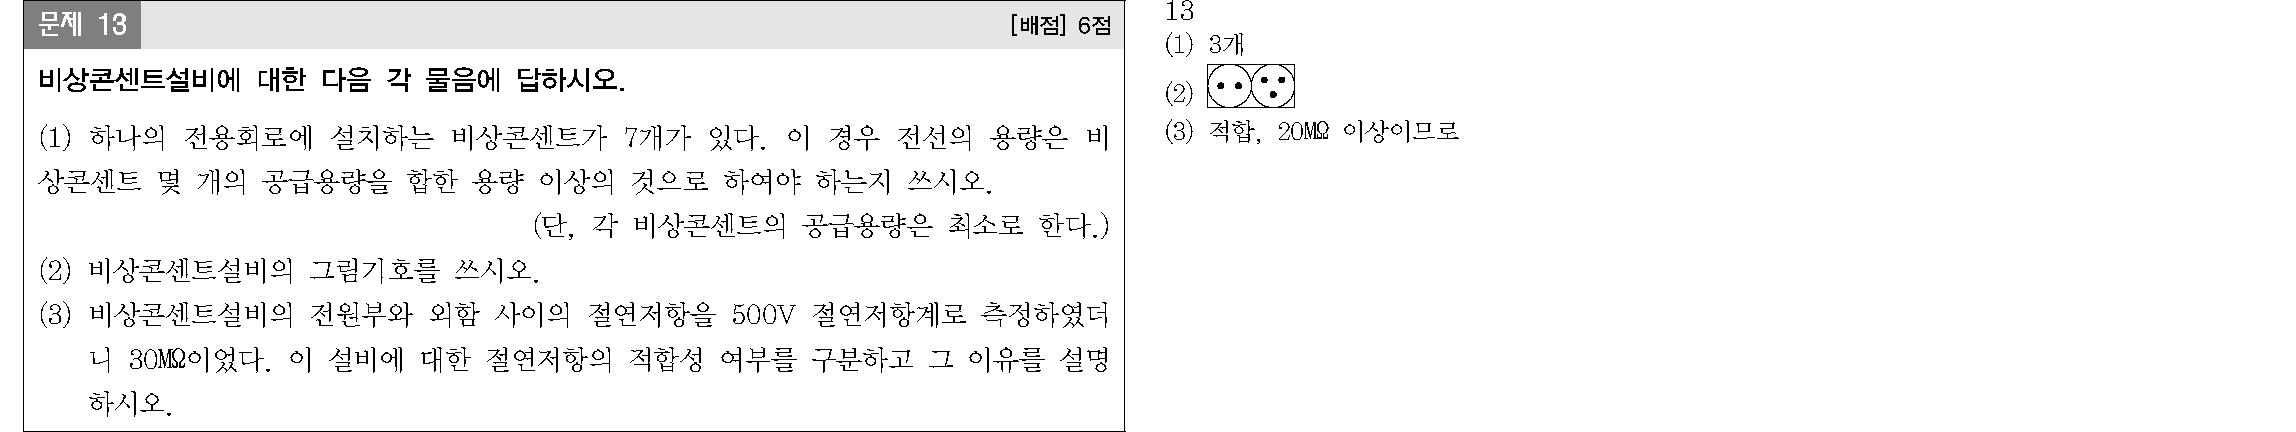 문제 13
[배점] 6점
비상콘센트설비에 대한 다음 각 물음에 답하시오.
(1) 하나의 전용회로에 설치하는 비상콘센트가 7개가 있다. 이 경우 전선의 용량은 비
상콘센트 몇 개의 공급용량을 합한 용량 이상의 것으로 하여야 하는지 쓰시오.
(단, 각 비상콘센트의 공급용량은 최소로 한다.)
(2) 비상콘센트설비의 그림기호를 쓰시오.
(3) 비상콘센트설비의 전원부와 외함 사이의 절연저항을 500V 절연저항계로 측정하였더
니 30㏁이었다. 이 설비에 대한 절연저항의 적합성 여부를 구분하고 그 이유를 설명
하시오.
13
(1) 3개
(2)
(3) 적합, 20㏁ 이상이므로